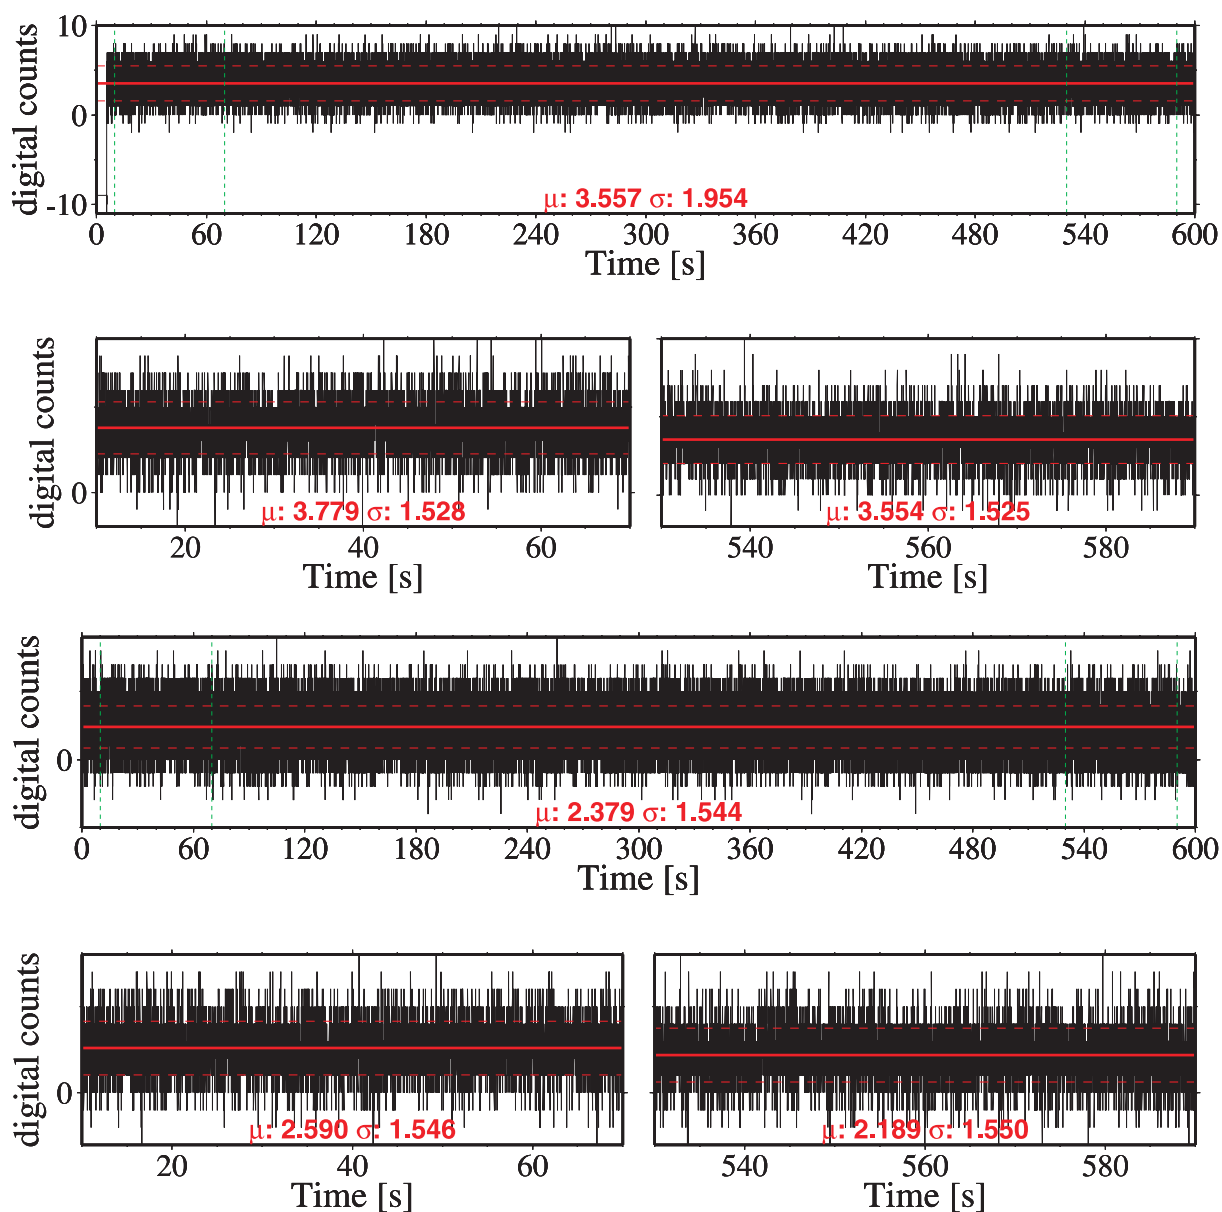 digital counts
10
0
-10
μ: 3.557 σ: 1.954
0 60 120 180 240 300 360 420 480 540 600
Time [s]
digital counts
0
μ: 3.779 σ: 1.528
20 40 60
Time [s]
μ: 3.554 σ: 1.525
540 560 580
Time [s]
digital counts
0
μ: 2.379 σ: 1.544
0 60 120 180 240 300 360 420 480 540 600
Time [s]
digital counts
0
μ: 2.590 σ: 1.546
20 40 60
Time [s]
μ: 2.189 σ: 1.550
540 560 580
Time [s]